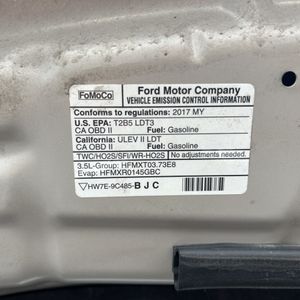 FoMoCo
Ford Motor Company
VEHICLE EMISSION CONTROL INFORMATION
Conforms to regulations: 2017 MY
U.S. EPA: T2B5 LDT3
CA OBD II Fuel: Gasoline
California: ULEV II LDT
CA OBD II Fuel: Gasoline
TWC/HO2S/SFI/WR-HO2S No adjustments needed.
3.5L-Group: HFMXT03.73E8
Evap: HFMXR0145GBC
HW7E-9C485-BJC